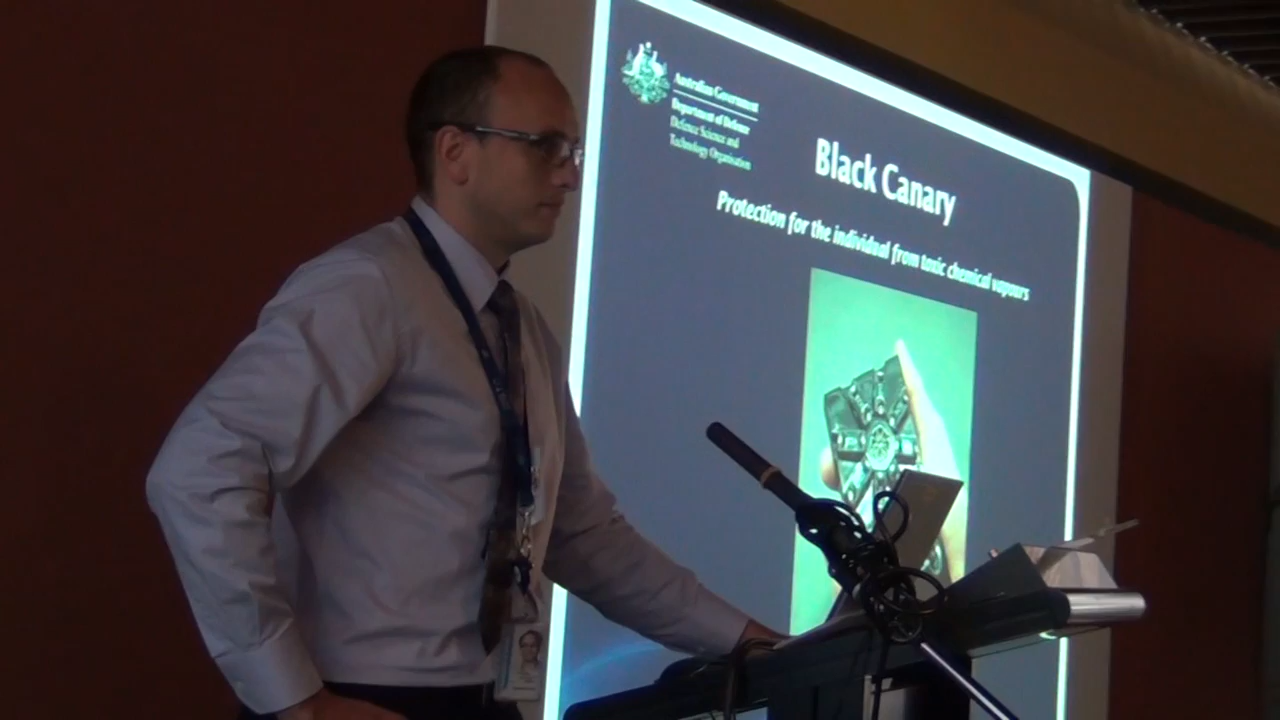 Australian Government
Department of Defence
Defence Science and
Technology Organisation
Black Canary
Protection for the individual from toxic chemical vapours